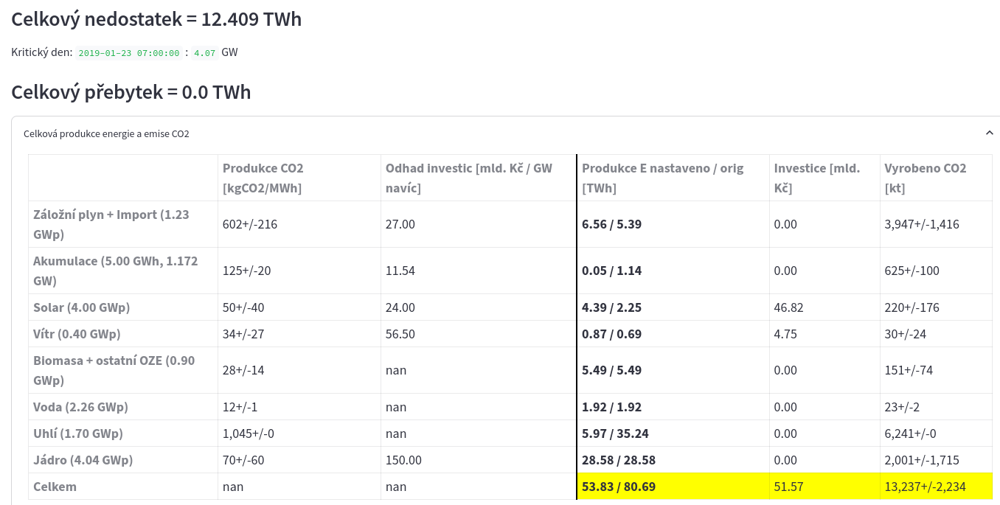 Celkový nedostatek = 12.409 TWh
Kritický den: 2019-01-23 07:00:00 : 4.07 GW
Celkový přebytek = 0.0 TWh
Celková produkce energie a emise CO2
Produkce CO2 [kgCO2/MWh] Odhad investic [mld. Kč / GW navíc] Produkce E nastaveno / orig [TWh] Investice [mld. Kč] Vyrobeno CO2 [kt]
Záložní plyn + Import (1.23 GWp) 602+/-216 27.00 6.56 / 5.39 0.00 3,947+/-1,416
Akumulace (5.00 GWh, 1.172 GW) 125+/-20 11.54 0.05 / 1.14 0.00 625+/-100
Solar (4.00 GWp) 50+/-40 24.00 4.39 / 2.25 46.82 220+/-176
Vítr (0.40 GWp) 34+/-27 56.50 0.87 / 0.69 4.75 30+/-24
Biomasa + ostatní OZE (0.90 GWp) 28+/-14 nan 5.49 / 5.49 0.00 151+/-74
Voda (2.26 GWp) 12+/-1 nan 1.92 / 1.92 0.00 23+/-2
Uhlí (1.70 GWp) 1,045+/-0 nan 5.97 / 35.24 0.00 6,241+/-0
Jádro (4.04 GWp) 70+/-60 150.00 28.58 / 28.58 0.00 2,001+/-1,715
Celkem nan nan 53.83 / 80.69 51.57 13,237+/-2,234